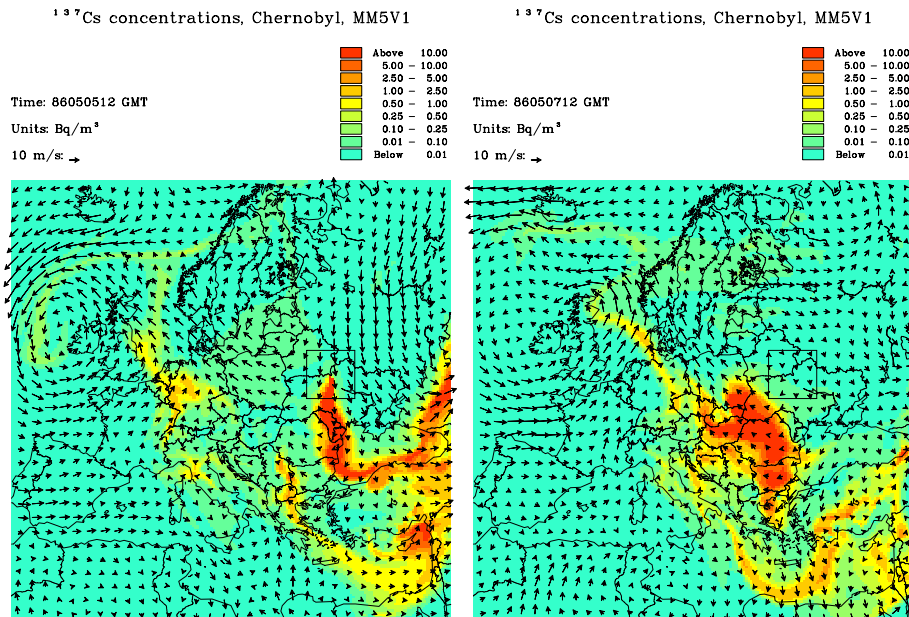 ¹³⁷Cs concentrations, Chernobyl, MM5V1
Time: 86050512 GMT
Units: Bq/m³
10 m/s:
Above 10.00
5.00 – 10.00
2.50 – 5.00
1.00 – 2.50
0.50 – 1.00
0.25 – 0.50
0.10 – 0.25
0.01 – 0.10
Below 0.01
¹³⁷Cs concentrations, Chernobyl, MM5V1
Time: 86050712 GMT
Units: Bq/m³
10 m/s:
Above 10.00
5.00 – 10.00
2.50 – 5.00
1.00 – 2.50
0.50 – 1.00
0.25 – 0.50
0.10 – 0.25
0.01 – 0.10
Below 0.01